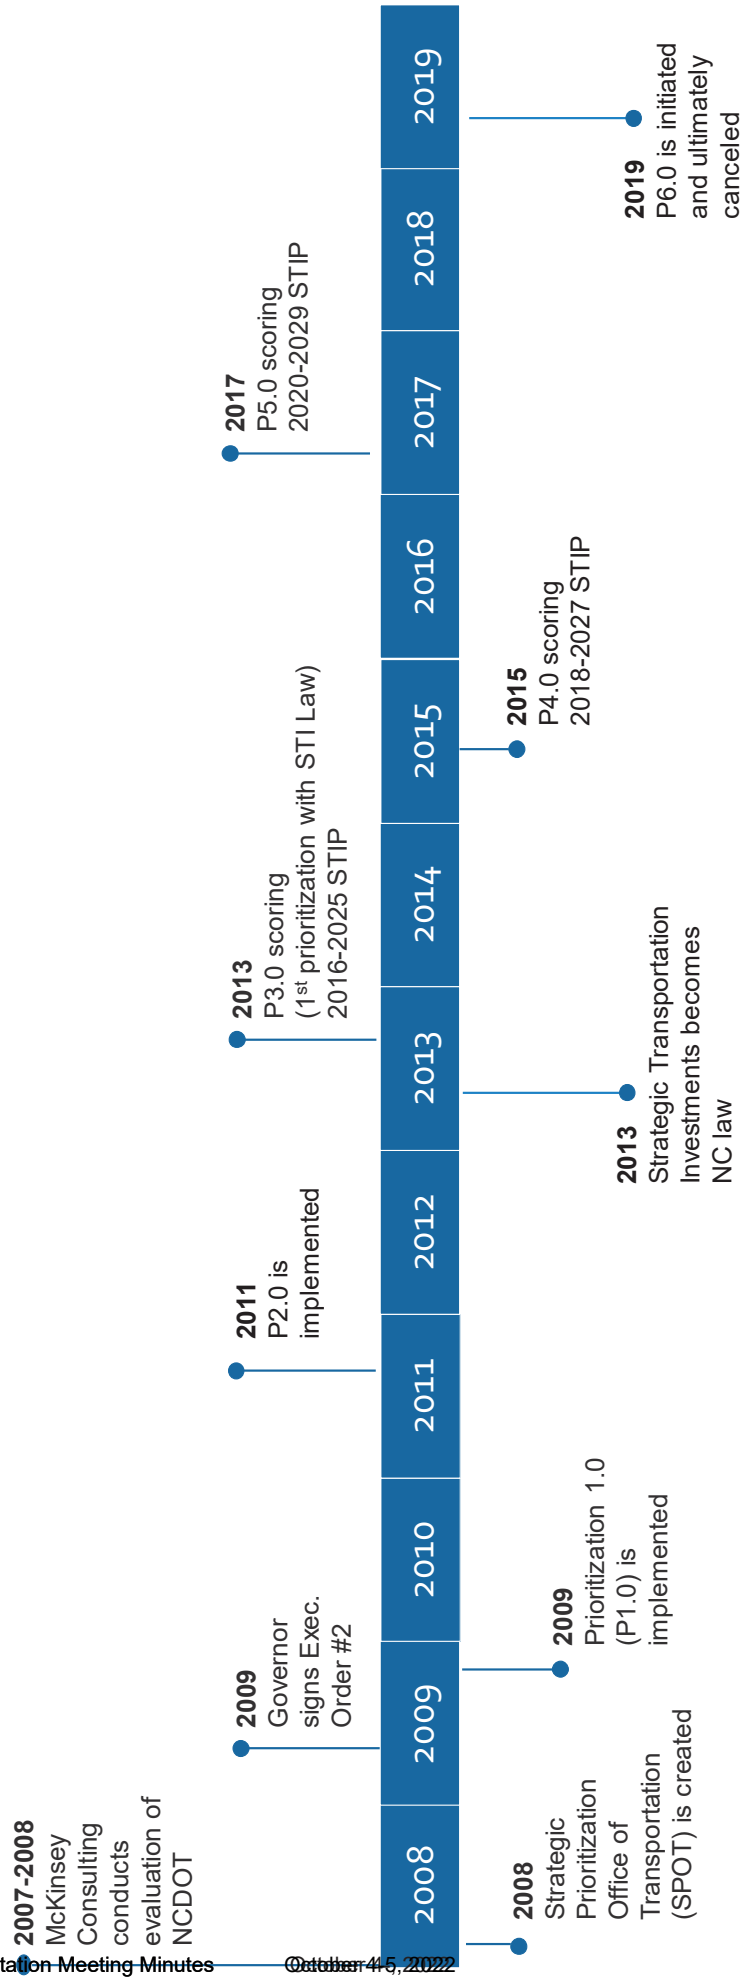 2007-2008
McKinsey
Consulting
conducts
evaluation of
NCDOT
2009
Governor
signs Exec.
Order #2
2011
P2.0 is
implemented
2013
P3.0 scoring
(1st prioritization with STI Law)
2016-2025 STIP
2017
P5.0 scoring
2020-2029 STIP
2008 2009 2010 2011 2012 2013 2014 2015 2016 2017 2018 2019
2008
Strategic
Prioritization
Office of
Transportation
(SPOT) is created
2009
Prioritization 1.0
(P1.0) is
implemented
2013
Strategic Transportation
Investments becomes
NC law
2015
P4.0 scoring
2018-2027 STIP
2019
P6.0 is initiated
and ultimately
canceled
tation Meeting Minutes